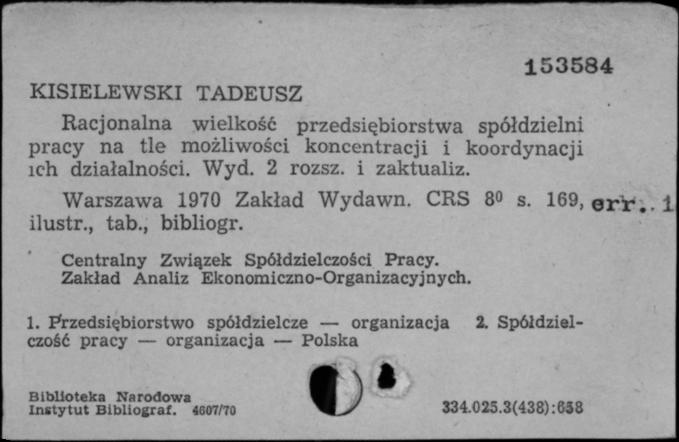 153584
KISIELEWSKI TADEUSZ
Racjonalna wielkość przedsiębiorstwa spółdzielni
pracy na tle możliwości koncentracji i koordynacji
ich działalności. Wyd. 2 rozsz. i zaktualiz.
Warszawa 1970 Zakład Wydawn. CRS 8⁰ s. 169, err. 1
ilustr., tab., bibliogr.
Centralny Związek Spółdzielczości Pracy.
Zakład Analiz Ekonomiczno-Organizacyjnych.
1. Przedsiębiorstwo spółdzielcze — organizacja 2. Spółdziel-
czość pracy — organizacja — Polska
Biblioteka Narodowa
Instytut Bibliograf. 4607/70
334.025.3(438):658